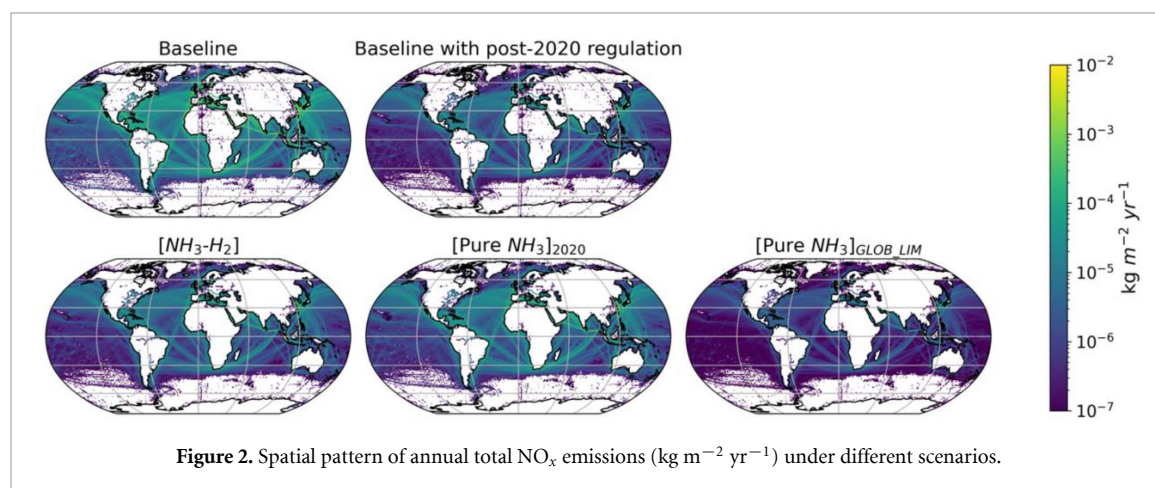 Baseline
Baseline with post-2020 regulation
[NH₃-H₂]
[Pure NH₃]₂₀₂₀
[Pure NH₃]GLOB_LIM
10⁻²
10⁻³
10⁻⁴
10⁻⁵
10⁻⁶
10⁻⁷
kg m⁻² yr⁻¹
Figure 2. Spatial pattern of annual total NOₓ emissions (kg m⁻² yr⁻¹) under different scenarios.